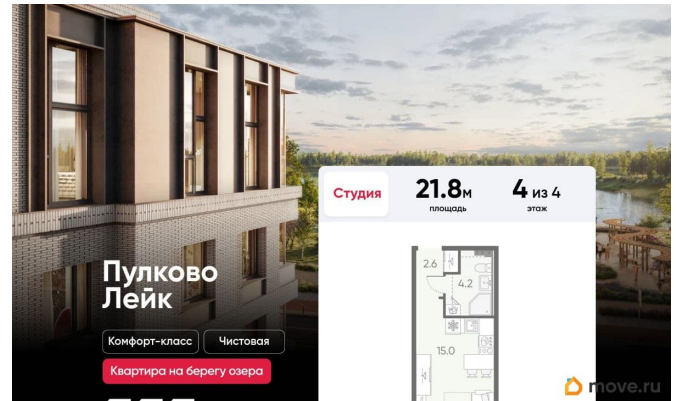 Студия
21.8м
площадь
4 из 4
этаж
2.6
4.2
15.0
Пулково
Лейк
Комфорт-класс
Чистовая
Квартира на берегу озера
move.ru